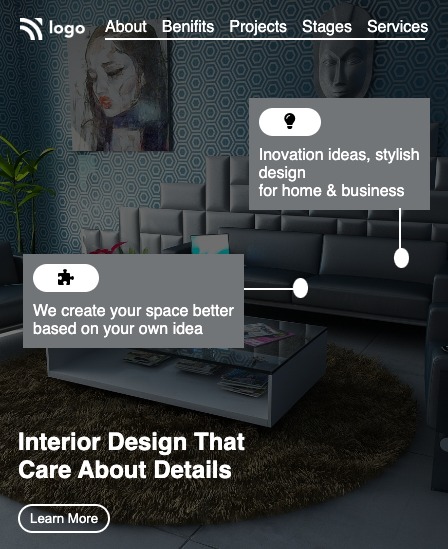 logo About Benifits Projects Stages Services
Inovation ideas, stylish
design
for home & business
We create your space better
based on your own idea
Interior Design That
Care About Details
Learn More